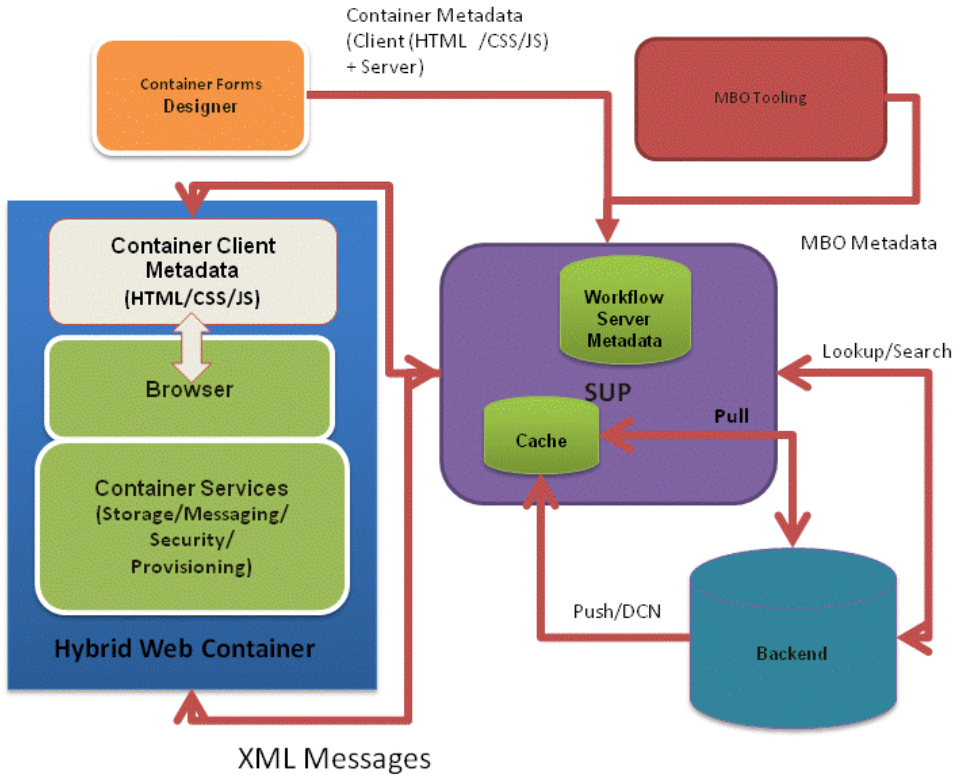 Container Metadata
(Client (HTML /CSS/JS)
+ Server)
Container Forms
Designer
MBO Tooling
MBO Metadata
Container Client
Metadata
(HTML/CSS/JS)
Browser
Container Services
(Storage/Messaging/
Security/
Provisioning)
Hybrid Web Container
Workflow
Server
Metadata
SUP
Cache
Pull
Lookup/Search
Push/DCN
Backend
XML Messages